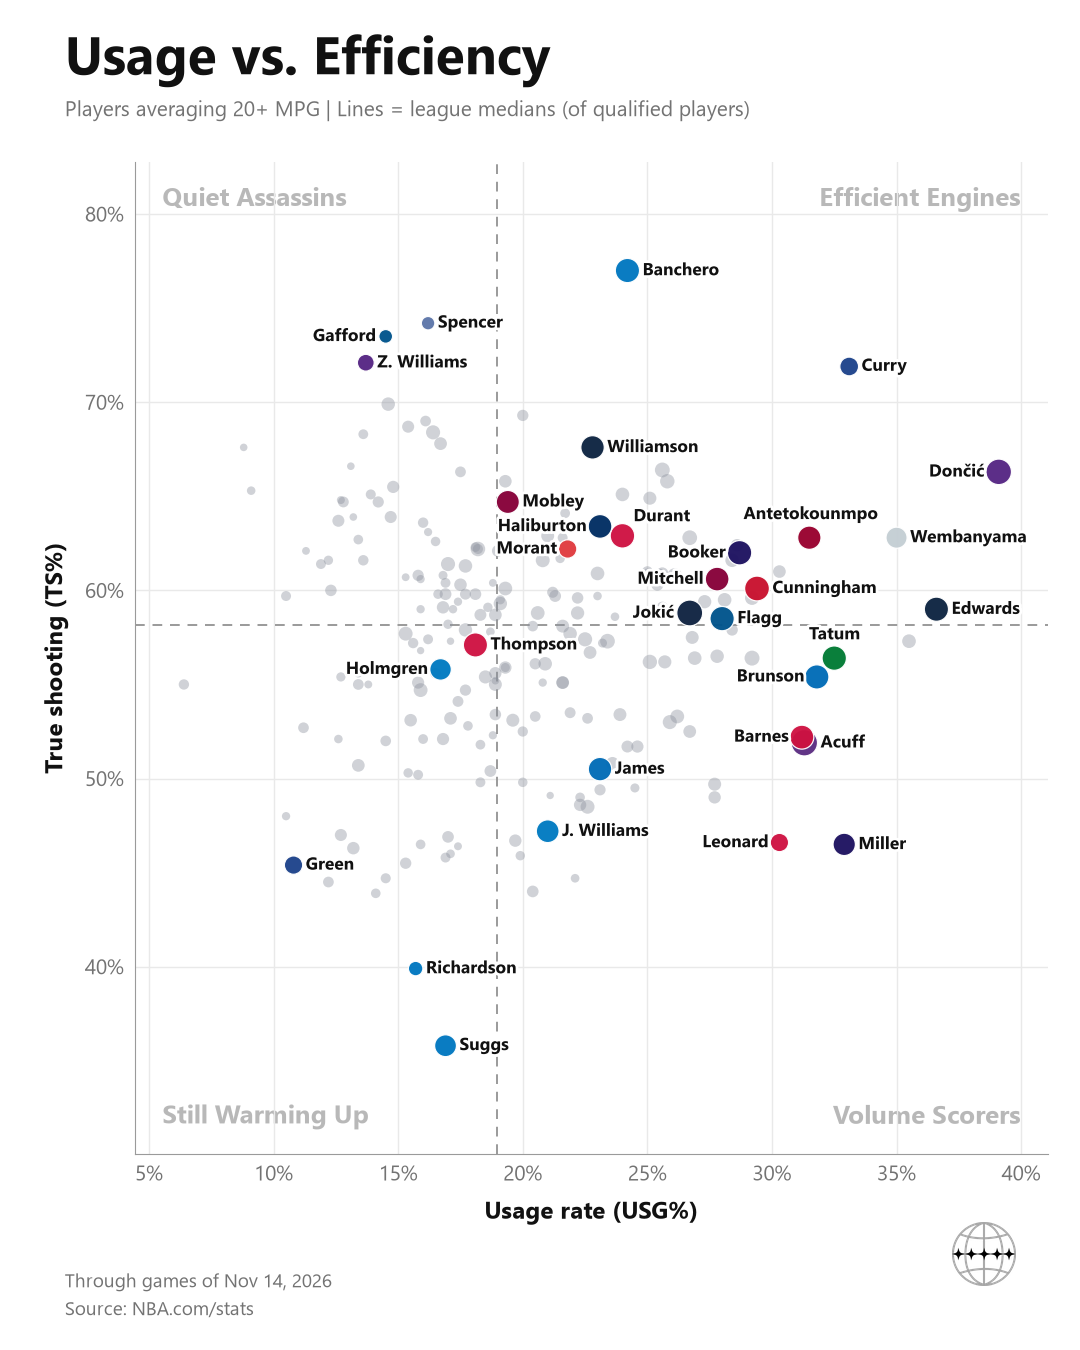 Usage vs. Efficiency
Players averaging 20+ MPG | Lines = league medians (of qualified players)
Quiet Assassins
Efficient Engines
80%
Banchero
Spencer
Gafford
Z. Williams
Curry
70%
Williamson
Dončić
Mobley
Durant
Antetokounmpo
Haliburton
Wembanyama
Morant
Booker
Mitchell
Cunningham
60%
Jokić
Flagg
Edwards
Tatum
Thompson
Holmgren
Brunson
Barnes
Acuff
James
50%
J. Williams
Leonard
Miller
Green
40%
Richardson
Suggs
Still Warming Up
Volume Scorers
True shooting (TS%)
5%
10%
15%
20%
25%
30%
35%
40%
Usage rate (USG%)
Through games of Nov 14, 2026
Source: NBA.com/stats